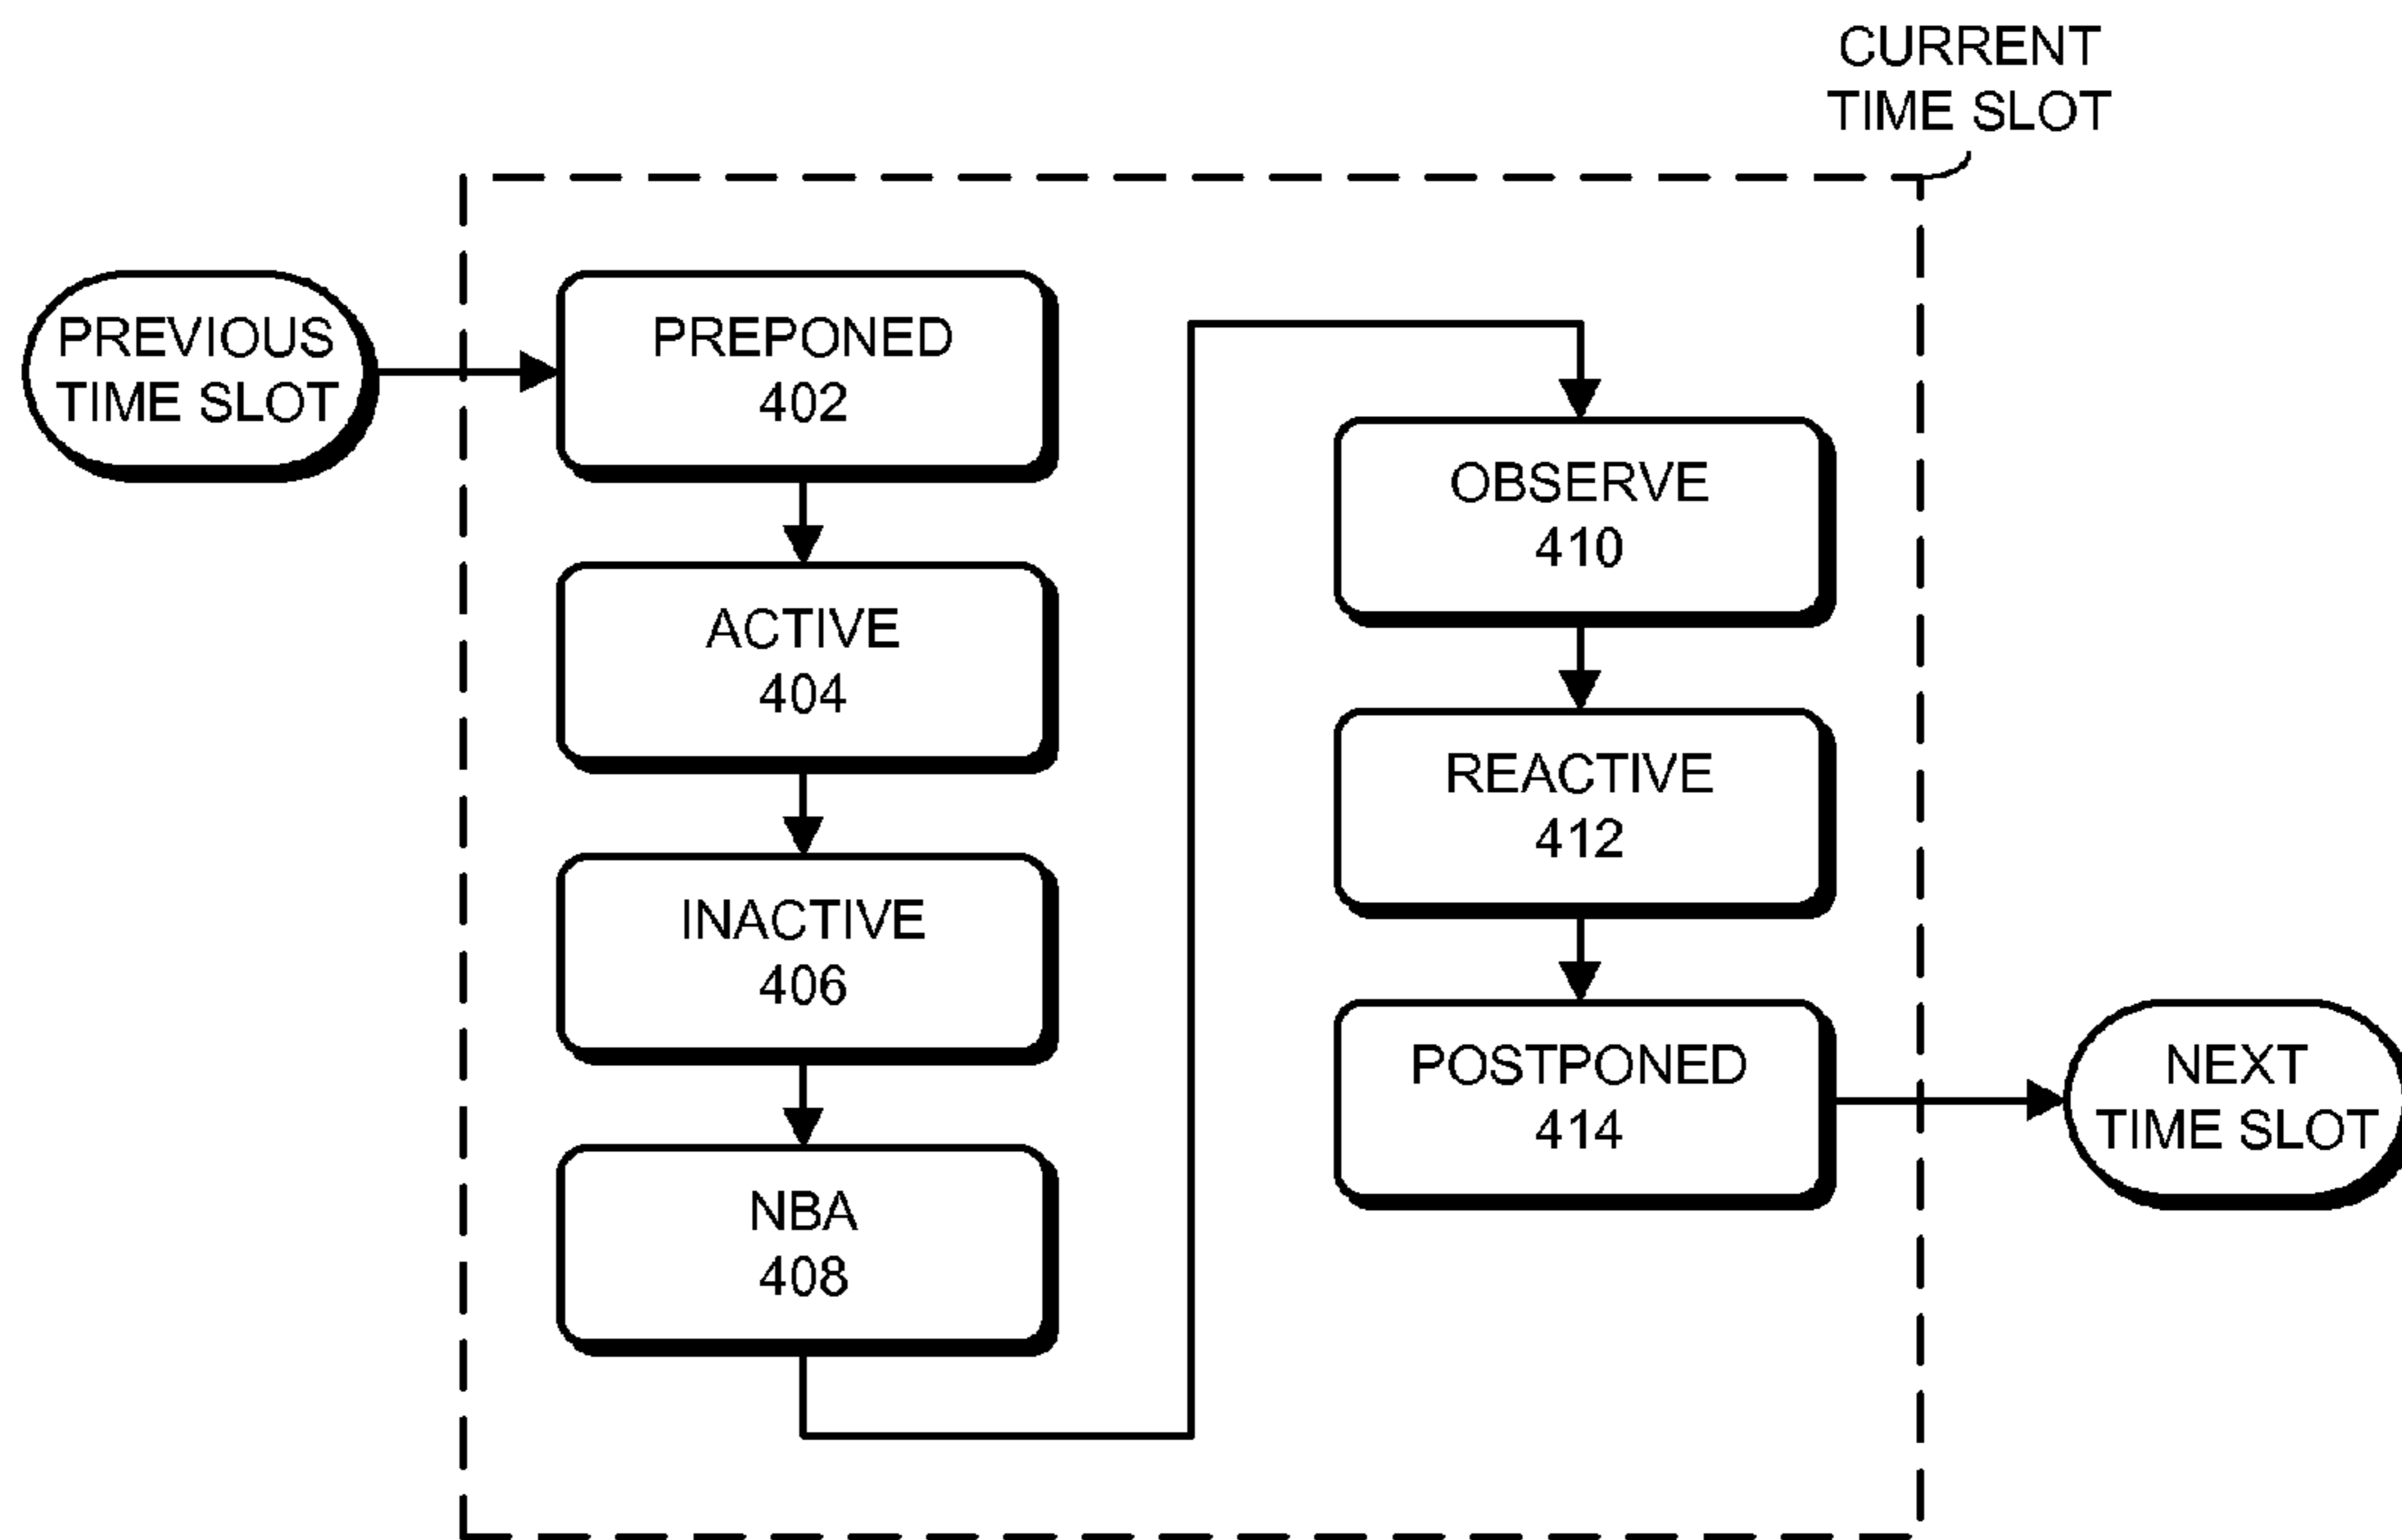 CURRENT
TIME SLOT
PREVIOUS
TIME SLOT
PREPONED
402
ACTIVE
404
INACTIVE
406
NBA
408
OBSERVE
410
REACTIVE
412
POSTPONED
414
NEXT
TIME SLOT